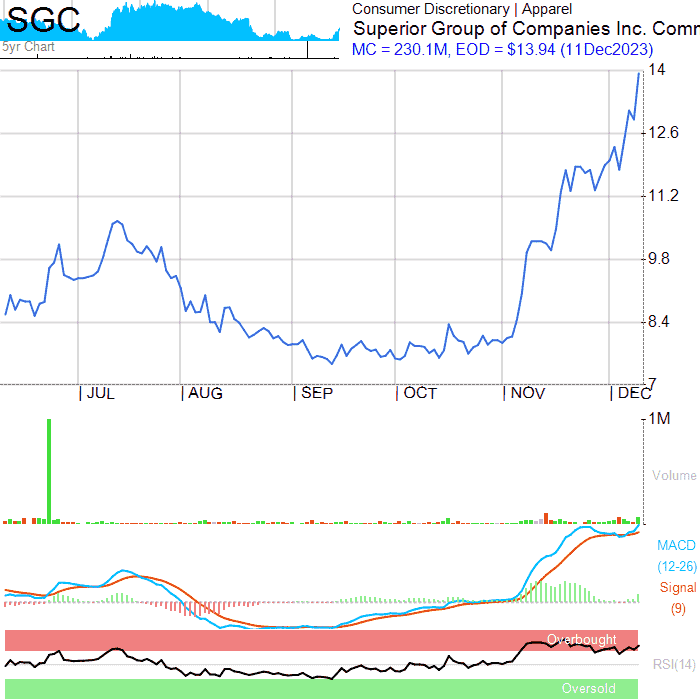 SGC
5yr Chart
Consumer Discretionary | Apparel
Superior Group of Companies Inc. Comm
MC = 230.1M, EOD = $13.94 (11Dec2023)
14
12.6
11.2
9.8
8.4
7
JUL AUG SEP OCT NOV DEC
1M
Volume
MACD
(12-26)
Signal
(9)
Overbought
RSI(14)
Oversold